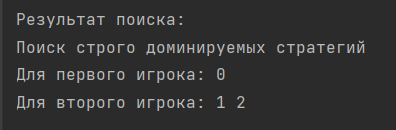 Результат поиска:
Поиск строго доминируемых стратегий
Для первого игрока: 0
Для второго игрока: 1 2